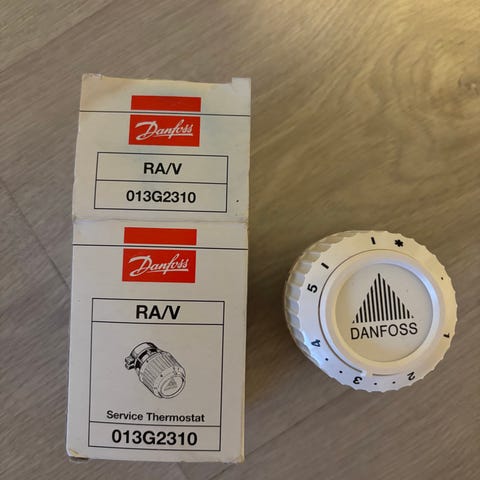 Danfoss
RA/V
013G2310
Danfoss
RA/V
Service Thermostat
013G2310
I *
5
4
3
2
1
DANFOSS